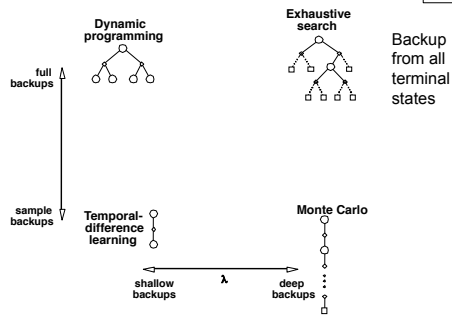 Dynamic
programming
Exhaustive
search
Backup
from all
terminal
states
full
backups
sample
backups
Temporal-
difference
learning
Monte Carlo
shallow
backups
λ
deep
backups